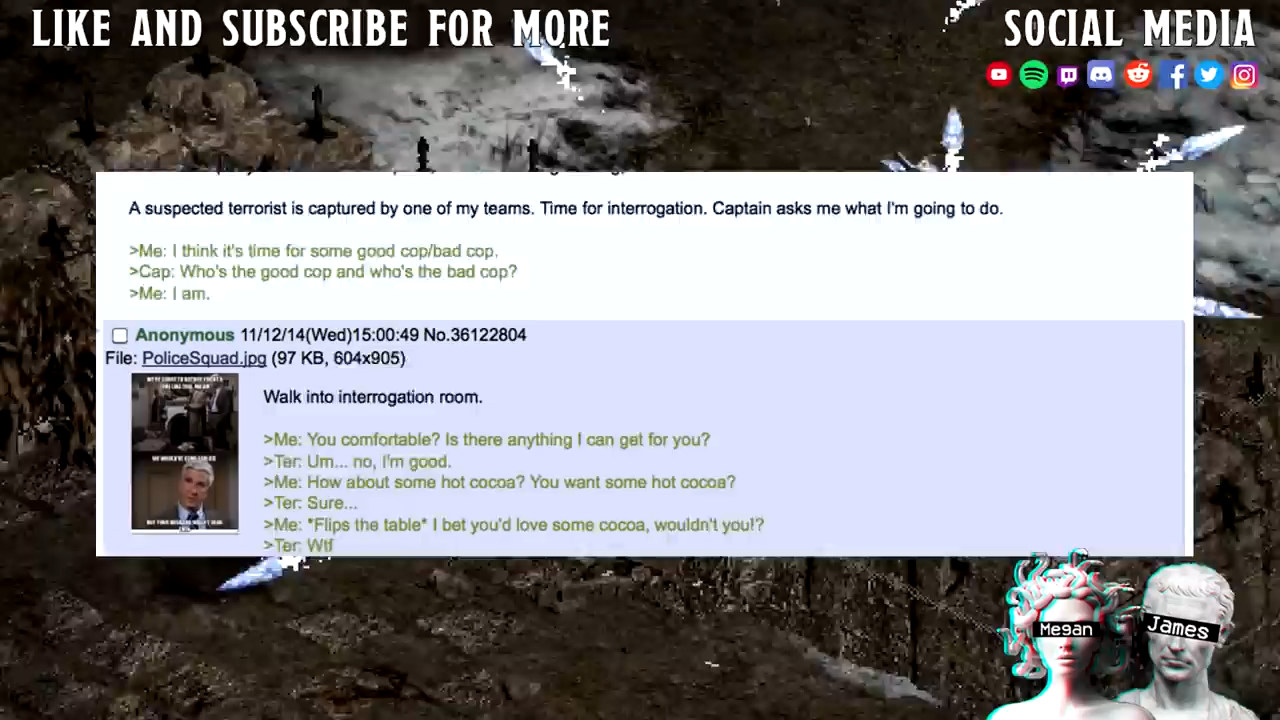 LIKE AND SUBSCRIBE FOR MORE
SOCIAL MEDIA
A suspected terrorist is captured by one of my teams. Time for interrogation. Captain asks me what I'm going to do.
>Me: I think it's time for some good cop/bad cop.
>Cap: Who's the good cop and who's the bad cop?
>Me: I am.
Anonymous 11/12/14(Wed)15:00:49 No.36122804
File: PoliceSquad.jpg (97 KB, 604x905)
Walk into interrogation room.
>Me: You comfortable? Is there anything I can get for you?
>Ter: Um... no, I'm good.
>Me: How about some hot cocoa? You want some hot cocoa?
>Ter: Sure...
>Me: *Flips the table* I bet you'd love some cocoa, wouldn't you!?
>Ter: Wtf
Megan
James